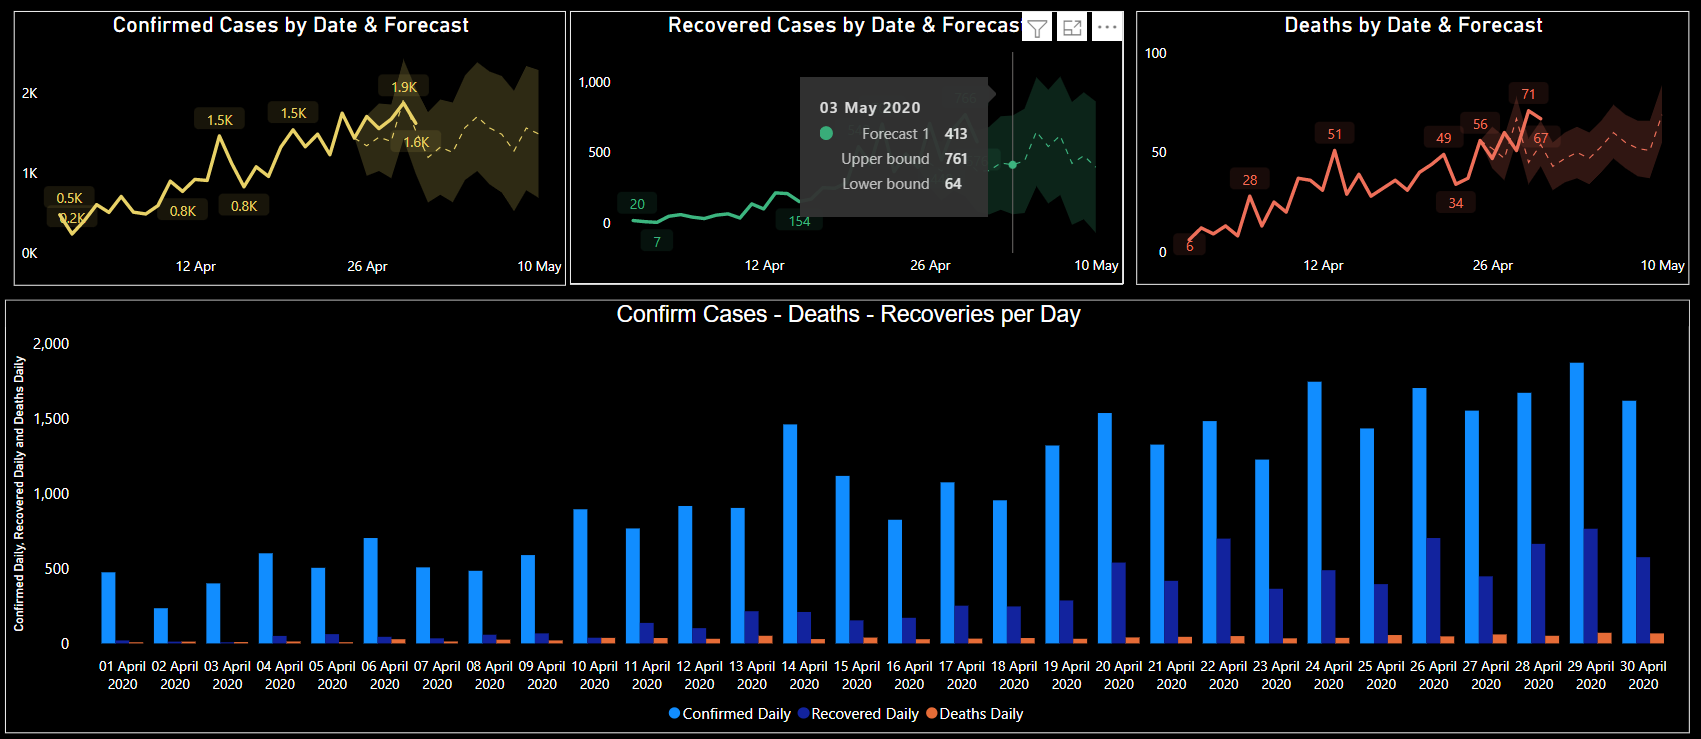 Confirmed Cases by Date & Forecast
2K
1K
0K
0.5K
0.2K
1.5K
0.8K
0.8K
1.5K
1.9K
1.6K
12 Apr
26 Apr
10 May
Recovered Cases by Date & Forecast
1,000
500
0
20
7
154
03 May 2020
Forecast 1 413
Upper bound 761
Lower bound 64
12 Apr
26 Apr
10 May
Deaths by Date & Forecast
100
50
0
6
28
51
49
34
56
71
67
12 Apr
26 Apr
10 May
Confirm Cases - Deaths - Recoveries per Day
Confirmed Daily, Recovered Daily and Deaths Daily
2,000
1,500
1,000
500
0
01 April 2020
02 April 2020
03 April 2020
04 April 2020
05 April 2020
06 April 2020
07 April 2020
08 April 2020
09 April 2020
10 April 2020
11 April 2020
12 April 2020
13 April 2020
14 April 2020
15 April 2020
16 April 2020
17 April 2020
18 April 2020
19 April 2020
20 April 2020
21 April 2020
22 April 2020
23 April 2020
24 April 2020
25 April 2020
26 April 2020
27 April 2020
28 April 2020
29 April 2020
30 April 2020
Confirmed Daily Recovered Daily Deaths Daily